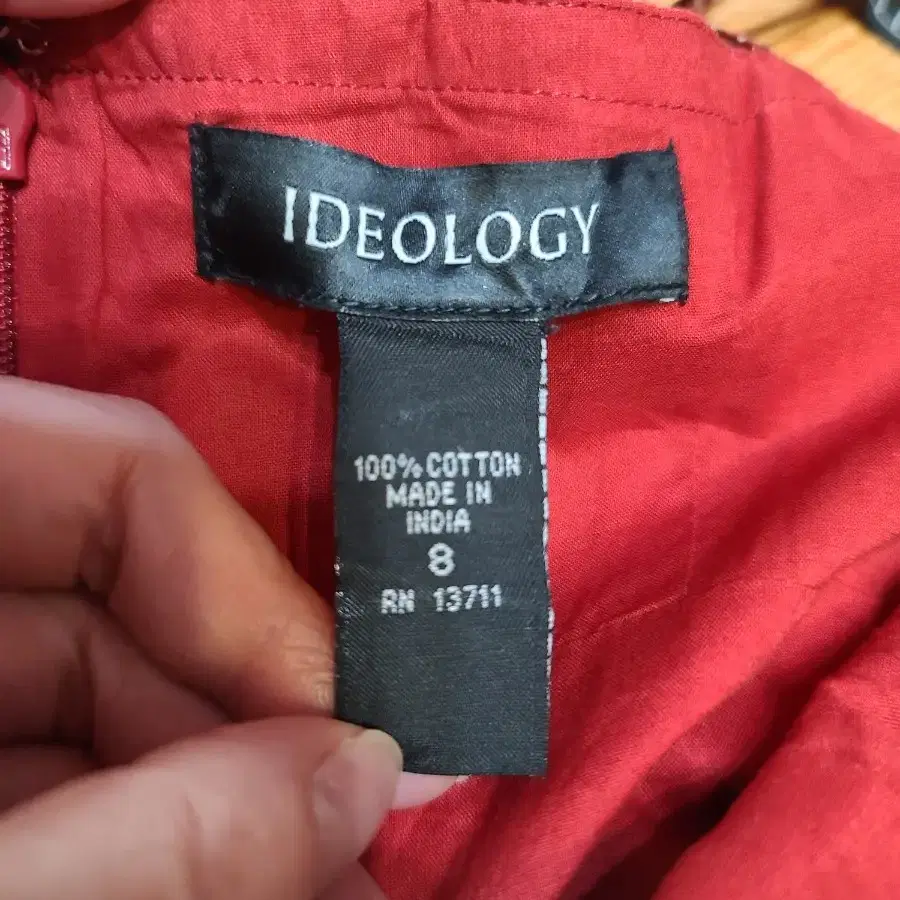 IDEOLOGY
100% COTTON
MADE IN
INDIA
8
RN 13711